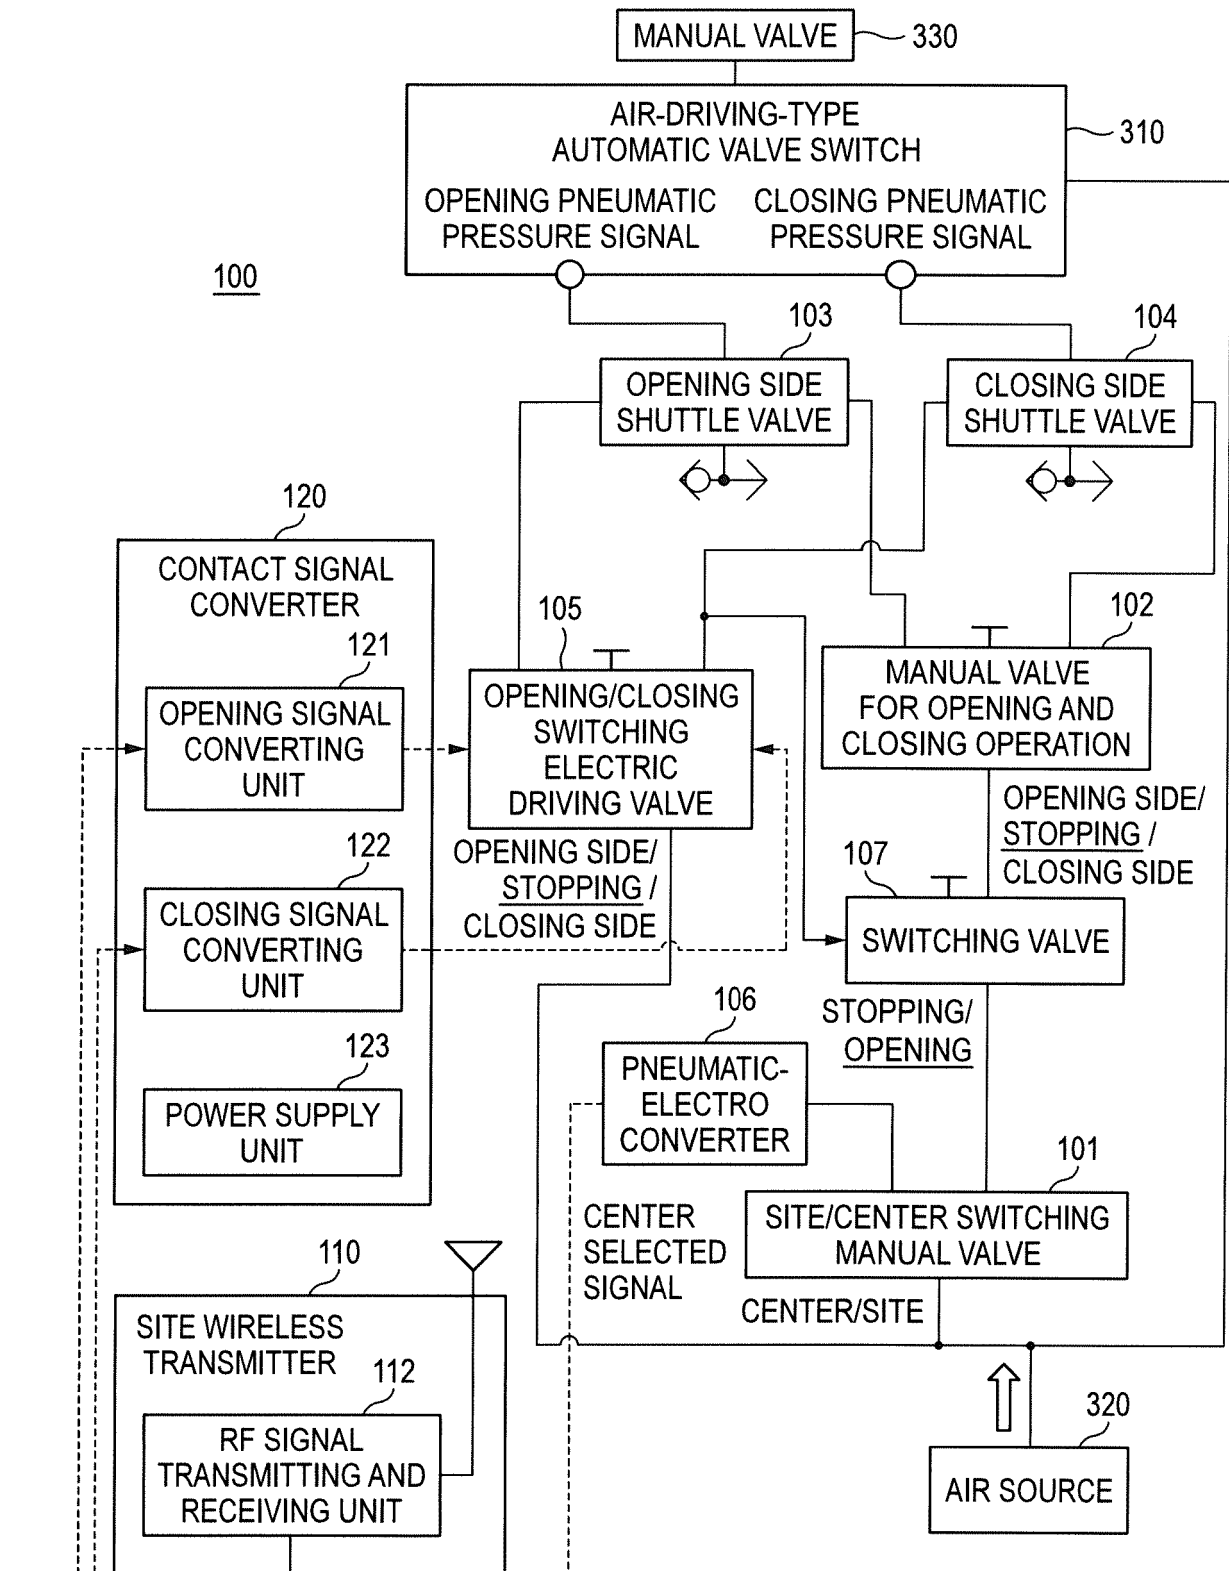 MANUAL VALVE
330
AIR-DRIVING-TYPE
AUTOMATIC VALVE SWITCH
310
OPENING PNEUMATIC
PRESSURE SIGNAL
CLOSING PNEUMATIC
PRESSURE SIGNAL
100
103
104
OPENING SIDE
SHUTTLE VALVE
CLOSING SIDE
SHUTTLE VALVE
120
CONTACT SIGNAL
CONVERTER
121
OPENING SIGNAL
CONVERTING
UNIT
105
OPENING/CLOSING
SWITCHING
ELECTRIC
DRIVING VALVE
102
MANUAL VALVE
FOR OPENING AND
CLOSING OPERATION
OPENING SIDE/
STOPPING /
CLOSING SIDE
OPENING SIDE/
STOPPING /
CLOSING SIDE
122
CLOSING SIGNAL
CONVERTING
UNIT
107
SWITCHING VALVE
STOPPING/
OPENING
106
PNEUMATIC-
ELECTRO
CONVERTER
123
POWER SUPPLY
UNIT
101
SITE/CENTER SWITCHING
MANUAL VALVE
CENTER
SELECTED
SIGNAL
CENTER/SITE
110
SITE WIRELESS
TRANSMITTER
112
RF SIGNAL
TRANSMITTING AND
RECEIVING UNIT
320
AIR SOURCE